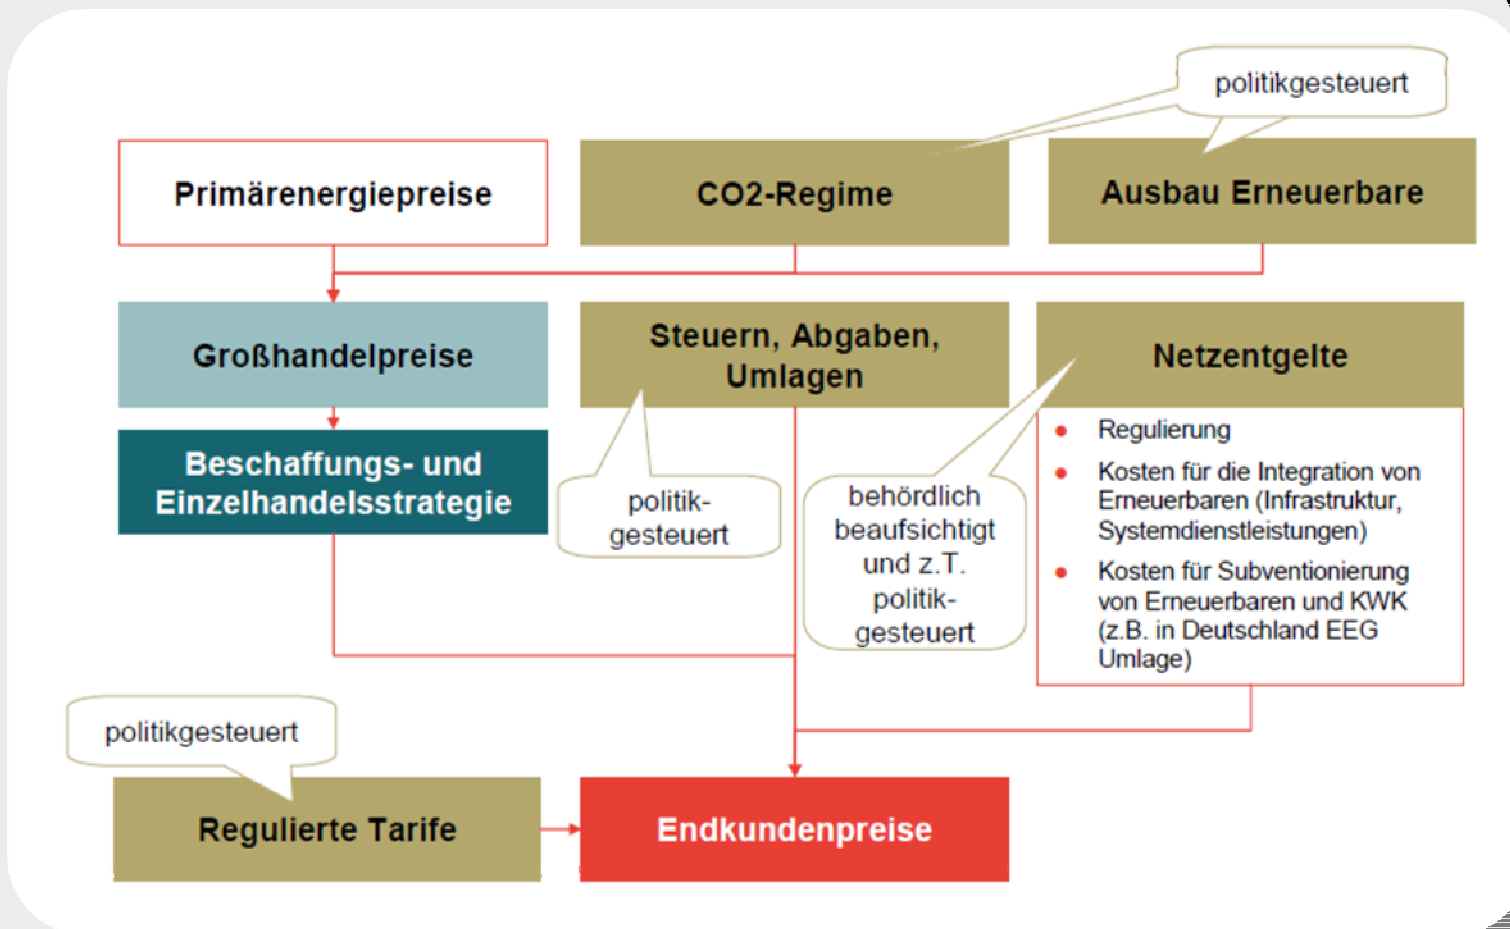 politikgesteuert
Primärenergiepreise
CO2-Regime
Ausbau Erneuerbare
Großhandelpreise
Steuern, Abgaben,
Umlagen
Netzentgelte
Beschaffungs- und
Einzelhandelsstrategie
politik-
gesteuert
behördlich
beaufsichtigt
und z.T.
politik-
gesteuert
• Regulierung
• Kosten für die Integration von
Erneuerbaren (Infrastruktur,
Systemdienstleistungen)
• Kosten für Subventionierung
von Erneuerbaren und KWK
(z.B. in Deutschland EEG
Umlage)
politikgesteuert
Regulierte Tarife
Endkundenpreise